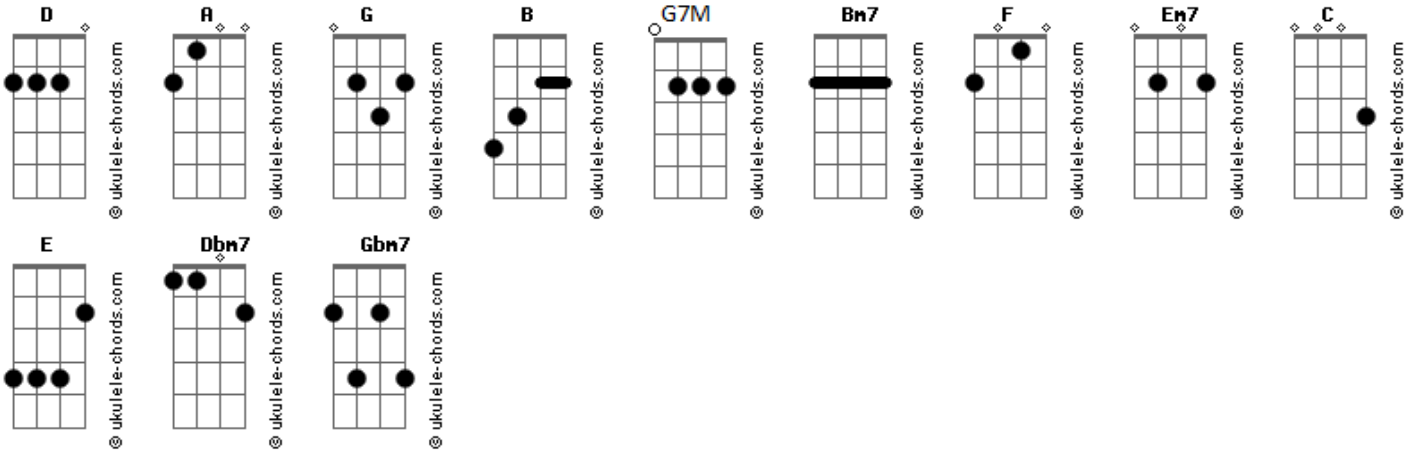 D A G B G7M Bm7 F Em7 C
© ukulele-chords.com © ukulele-chords.com © ukulele-chords.com © ukulele-chords.com © ukulele-chords.com © ukulele-chords.com © ukulele-chords.com © ukulele-chords.com © ukulele-chords.com
E Dbm7 Gbm7
© ukulele-chords.com © ukulele-chords.com © ukulele-chords.com